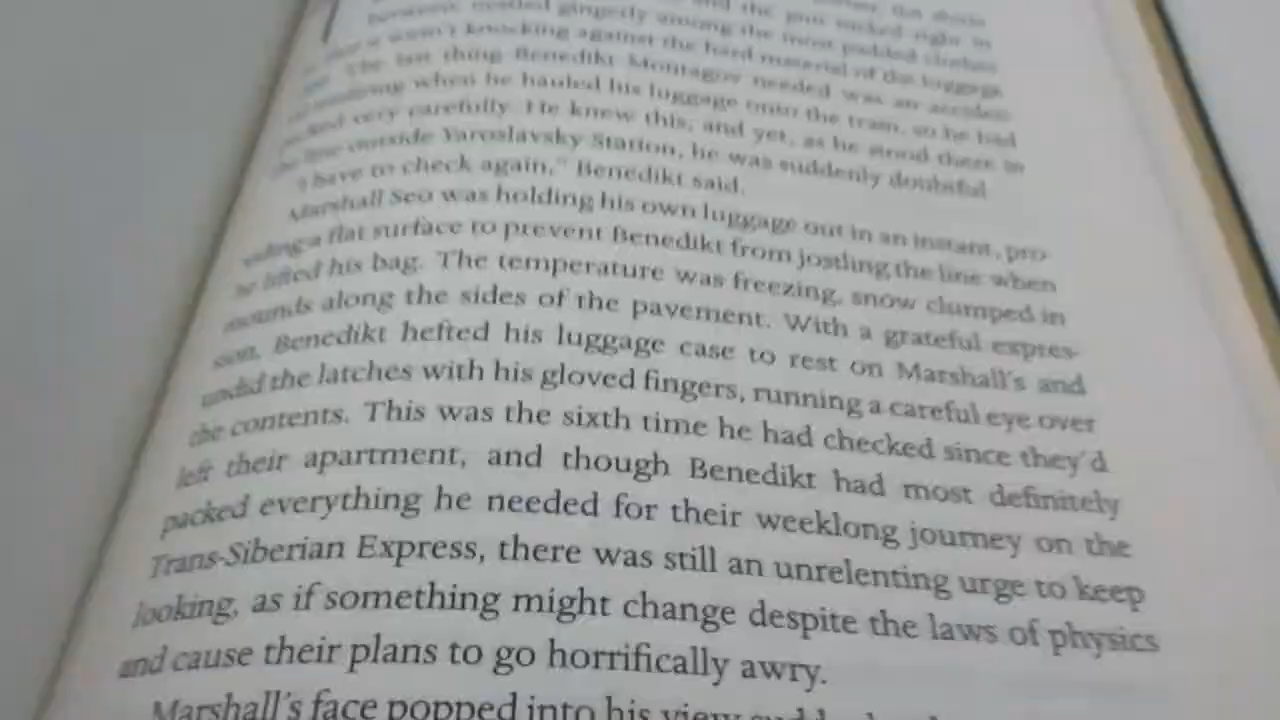 and the gun tucked right in
nestled gingerly among the most padded clothes
wasn't knocking against the hard material of the luggage
The last thing Benedikt Montagov needed was an accident
when he hauled his luggage onto the train, so he had
packed very carefully. He knew this, and yet, as he stood there in
the line outside Yaroslavsky Station, he was suddenly doubtful.
"I have to check again," Benedikt said.
Marshall Seo was holding his own luggage out in an instant, pro-
viding a flat surface to prevent Benedikt from jostling the line when
he lifted his bag. The temperature was freezing, snow clumped in
mounds along the sides of the pavement. With a grateful expres-
sion, Benedikt hefted his luggage case to rest on Marshall's and
undid the latches with his gloved fingers, running a careful eye over
the contents. This was the sixth time he had checked since they'd
left their apartment, and though Benedikt had most definitely
packed everything he needed for their weeklong journey on the
Trans-Siberian Express, there was still an unrelenting urge to keep
looking, as if something might change despite the laws of physics
and cause their plans to go horrifically awry.
Marshall's face popped into his view